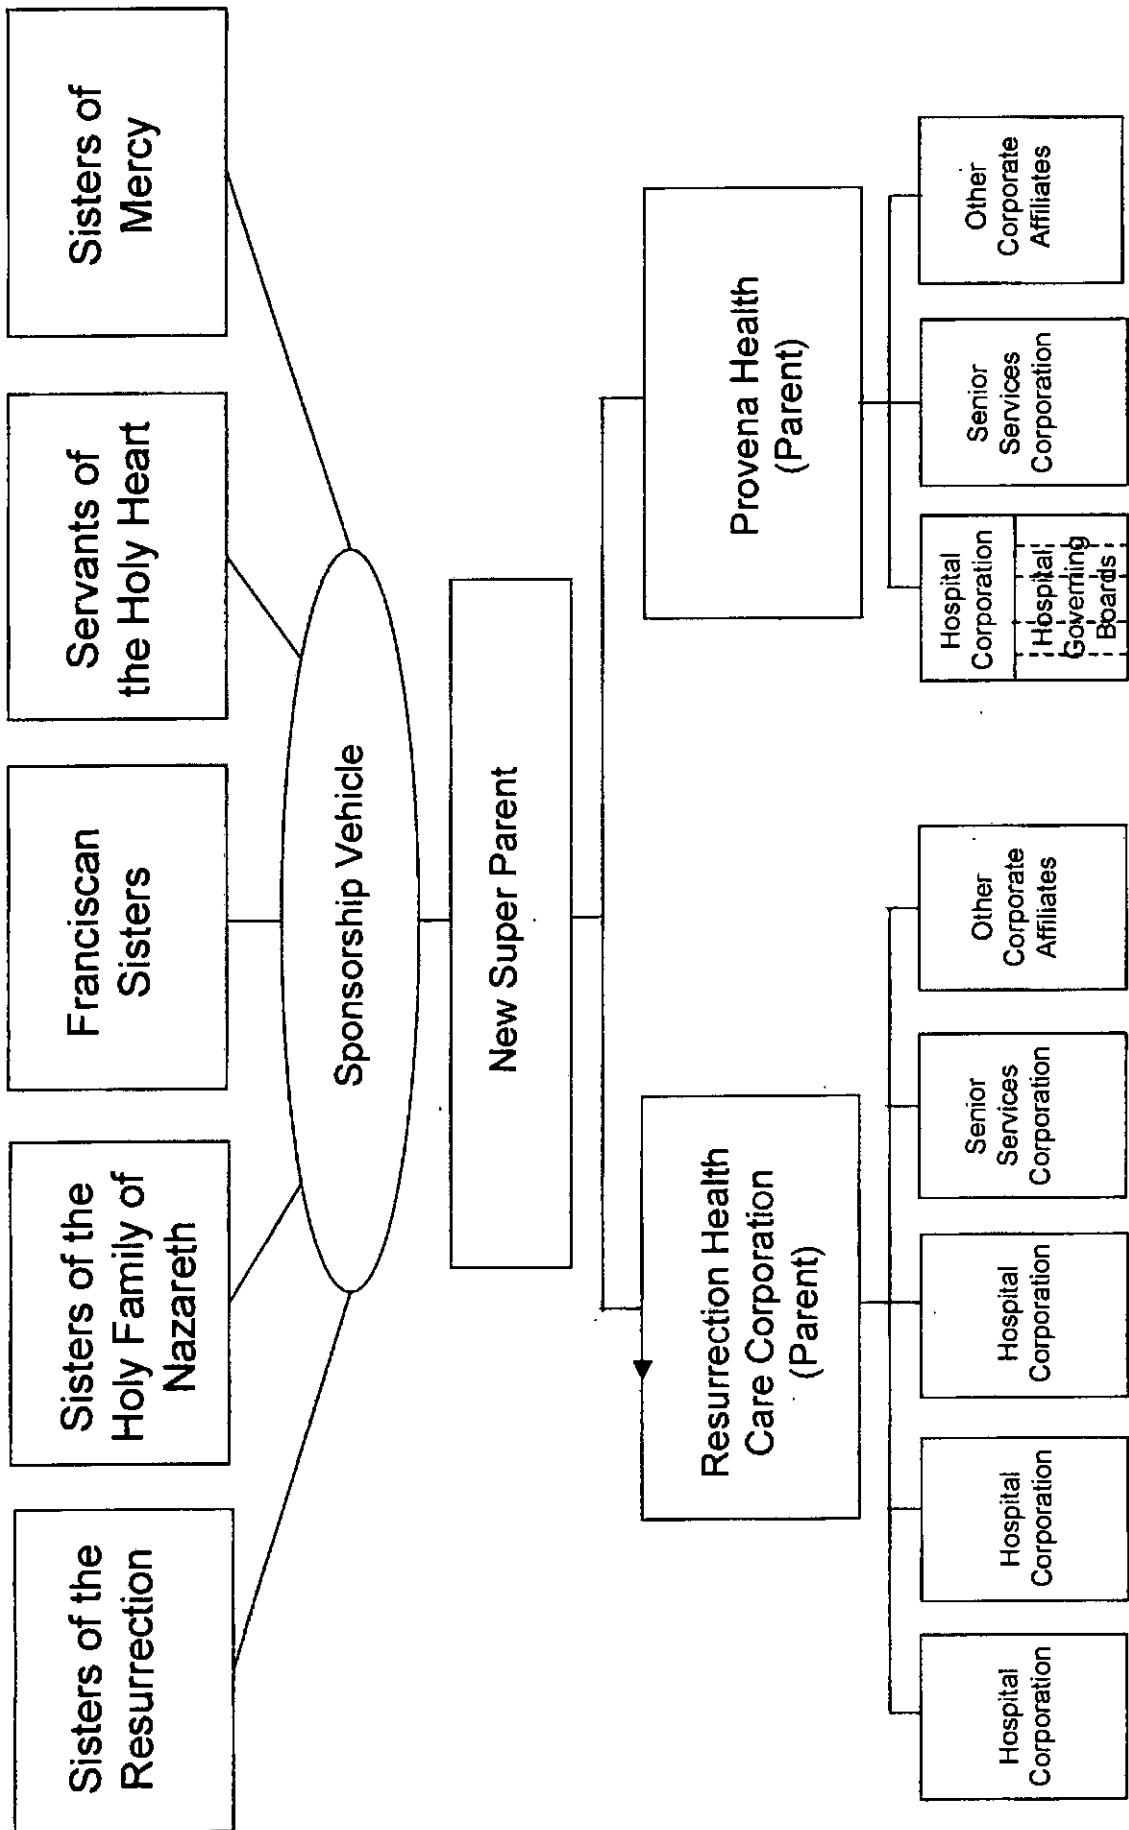 Sisters of the
Resurrection
Sisters of the
Holy Family of
Nazareth
Franciscan
Sisters
Servants of
the Holy Heart
Sisters of
Mercy
Sponsorship Vehicle
New Super Parent
Resurrection Health
Care Corporation
(Parent)
Provena Health
(Parent)
Hospital
Corporation
Hospital
Corporation
Hospital
Corporation
Senior
Services
Corporation
Other
Corporate
Affiliates
Hospital
Corporation
Hospital
Governing
Boards
Senior
Services
Corporation
Other
Corporate
Affiliates